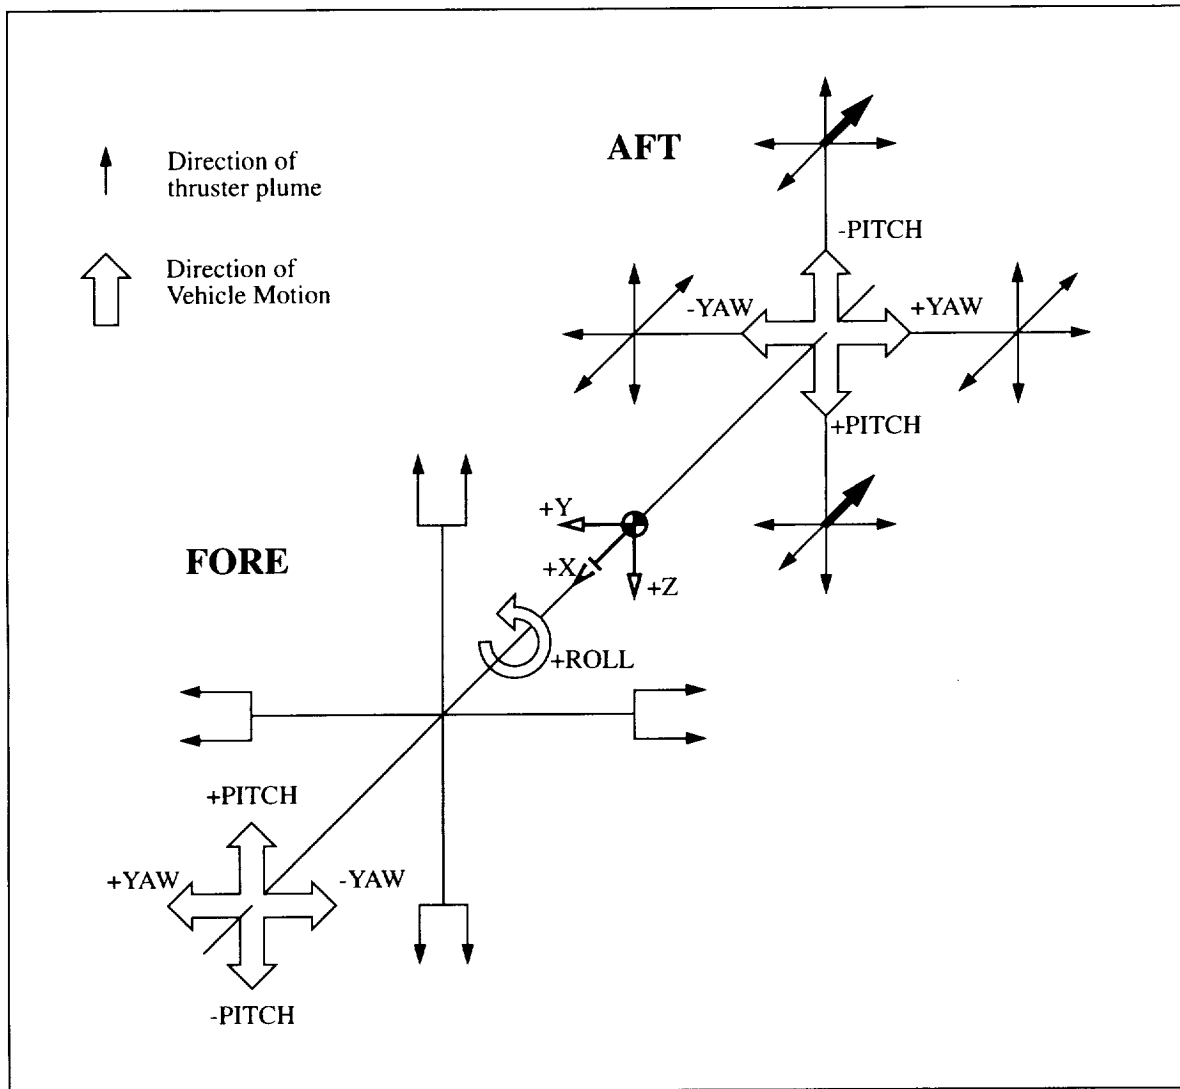 AFT
Direction of
thruster plume
-PITCH
Direction of
Vehicle Motion
-YAW
+YAW
+PITCH
+Y
FORE
+X
+Z
+ROLL
+PITCH
+YAW
-YAW
-PITCH